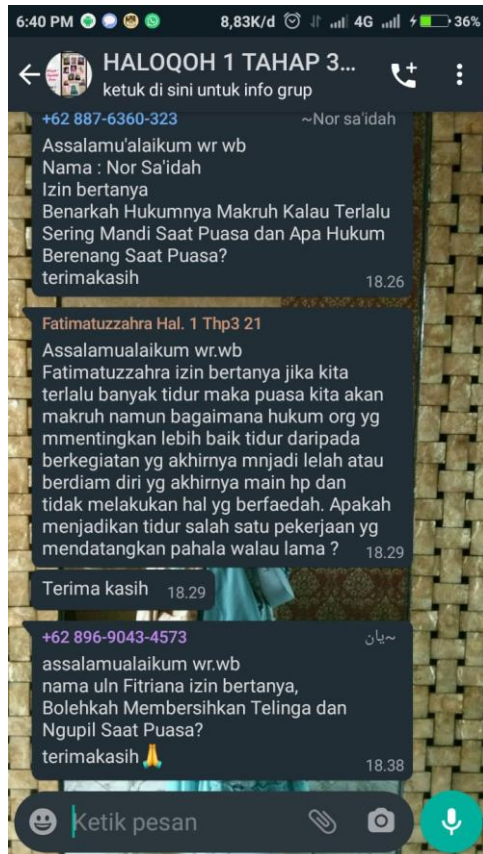 6:40 PM 8,83K/d 4G 36%
HALOQOH 1 TAHAP 3...
ketuk di sini untuk info grup
+62 887-6360-323 ~Nor sa'idah
Assalamu'alaikum wr wb
Nama : Nor Sa'idah
Izin bertanya
Benarkah Hukumnya Makruh Kalau Terlalu
Sering Mandi Saat Puasa dan Apa Hukum
Berenang Saat Puasa?
terimakasih 18.26
Fatimatuzzahra Hal. 1 Thp3 21
Assalamualaikum wr.wb
Fatimatuzzahra izin bertanya jika kita
terlalu banyak tidur maka puasa kita akan
makruh namun bagaimana hukum org yg
mmentingkan lebih baik tidur daripada
berkegiatan yg akhirnya mnjadi lelah atau
berdiam diri yg akhirnya main hp dan
tidak melakukan hal yg berfaedah. Apakah
menjadikan tidur salah satu pekerjaan yg
mendatangkan pahala walau lama ? 18.29
Terima kasih 18.29
+62 896-9043-4573 ~يان
assalamualaikum wr.wb
nama uln Fitriana izin bertanya,
Bolehkah Membersihkan Telinga dan
Ngupil Saat Puasa?
terimakasih🙏 18.38
Ketik pesan